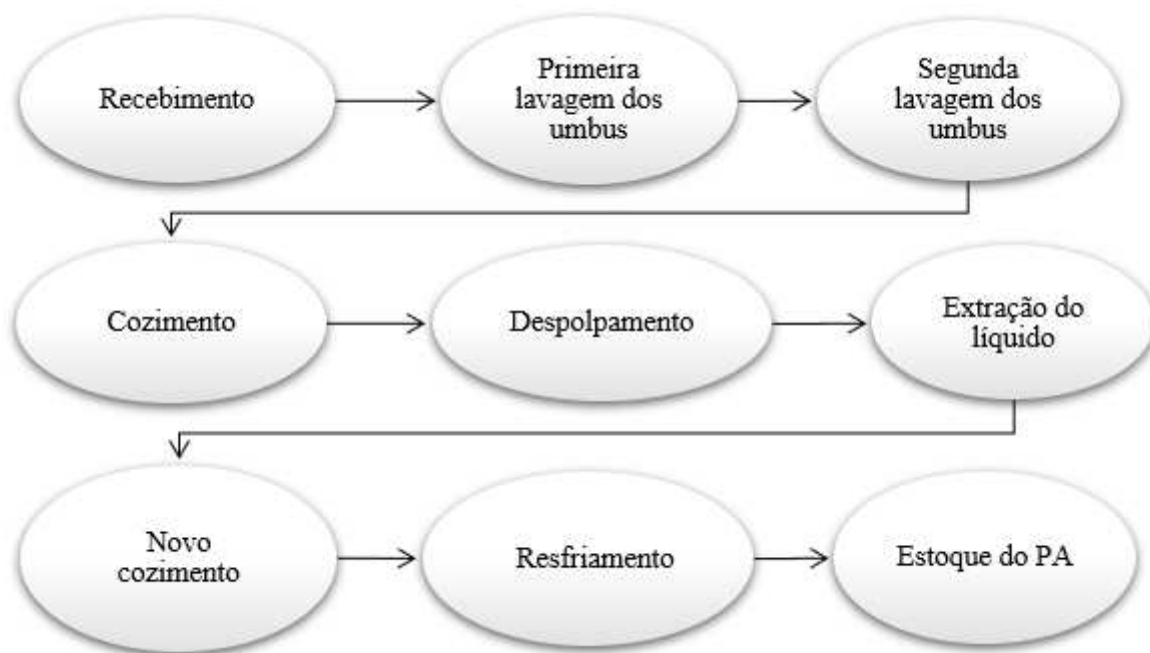 Recebimento
Primeira
lavagem dos
umbus
Segunda
lavagem dos
umbus
Cozimento
Despolpamento
Extração do
líquido
Novo
cozimento
Resfriamento
Estoque do PA